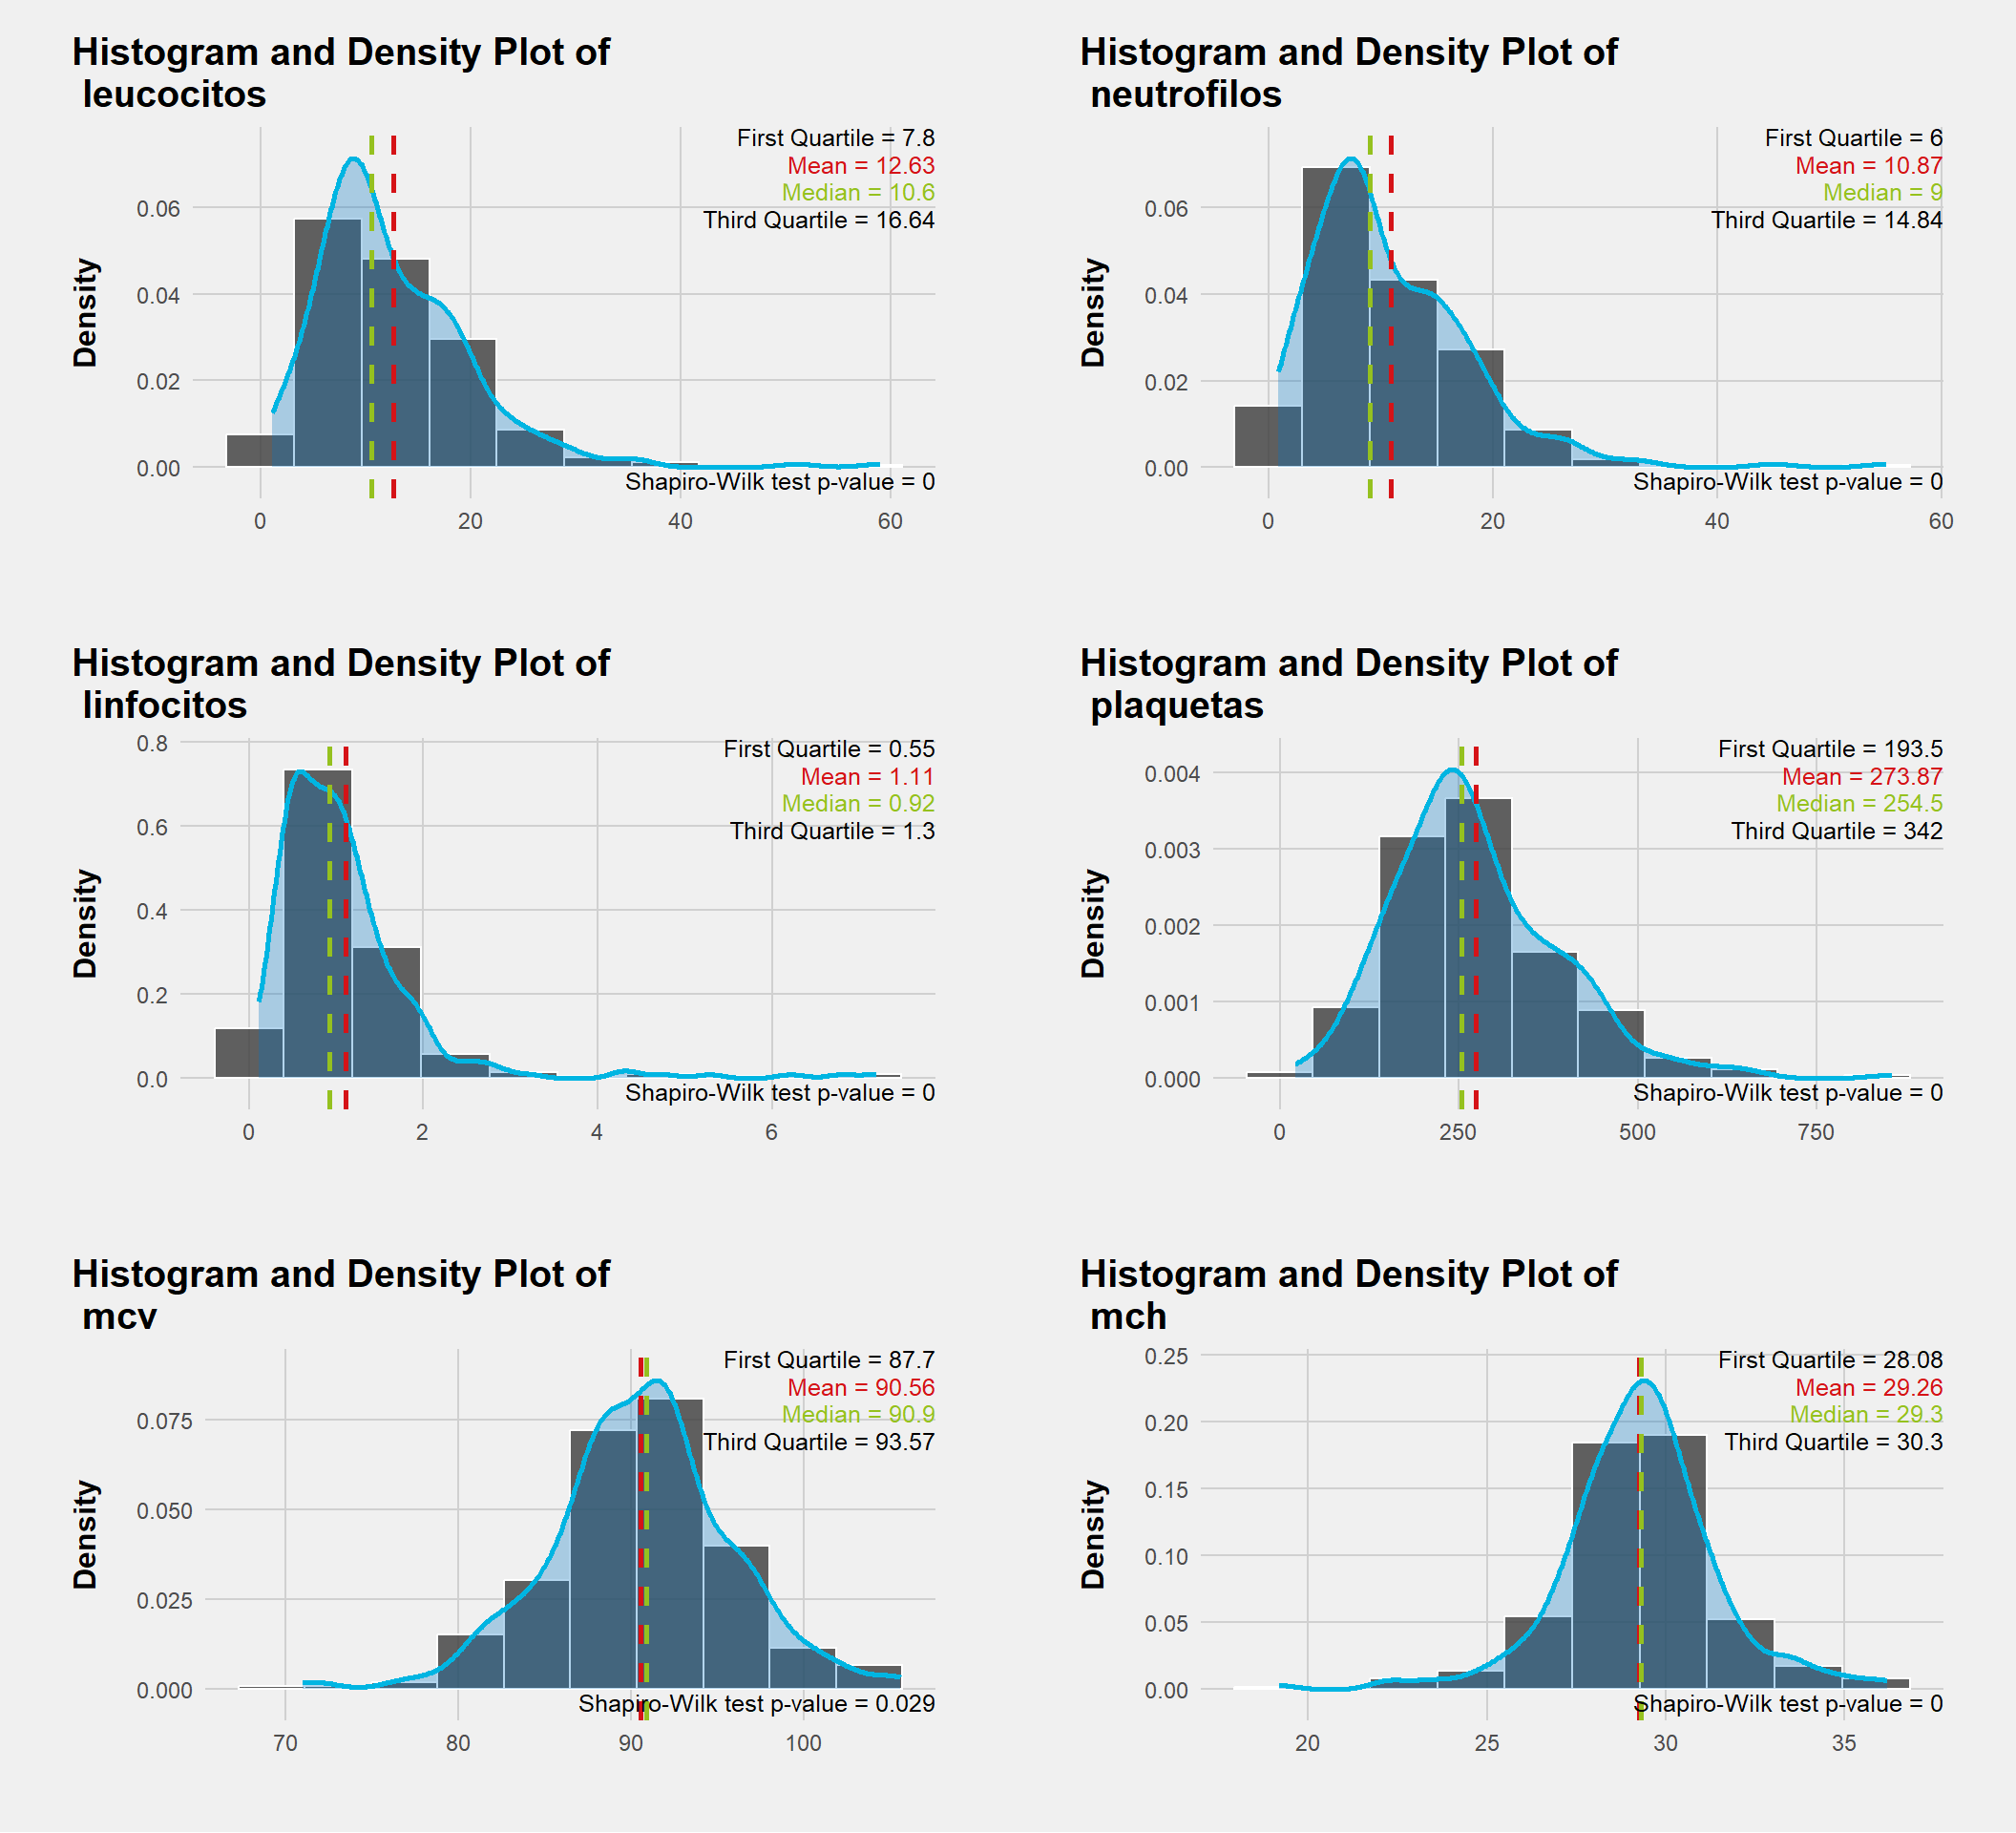 Histogram and Density Plot of
leucocitos
First Quartile = 7.8
Mean = 12.63
Median = 10.6
Third Quartile = 16.64
Density
0.06
0.04
0.02
0.00
Shapiro-Wilk test p-value = 0
0 20 40 60
Histogram and Density Plot of
neutrofilos
First Quartile = 6
Mean = 10.87
Median = 9
Third Quartile = 14.84
Density
0.06
0.04
0.02
0.00
Shapiro-Wilk test p-value = 0
0 20 40 60
Histogram and Density Plot of
linfocitos
First Quartile = 0.55
Mean = 1.11
Median = 0.92
Third Quartile = 1.3
Density
0.8
0.6
0.4
0.2
0.0
Shapiro-Wilk test p-value = 0
0 2 4 6
Histogram and Density Plot of
plaquetas
First Quartile = 193.5
Mean = 273.87
Median = 254.5
Third Quartile = 342
Density
0.004
0.003
0.002
0.001
0.000
Shapiro-Wilk test p-value = 0
0 250 500 750
Histogram and Density Plot of
mcv
First Quartile = 87.7
Mean = 90.56
Median = 90.9
Third Quartile = 93.57
Density
0.075
0.050
0.025
0.000
Shapiro-Wilk test p-value = 0.029
70 80 90 100
Histogram and Density Plot of
mch
First Quartile = 28.08
Mean = 29.26
Median = 29.3
Third Quartile = 30.3
Density
0.25
0.20
0.15
0.10
0.05
0.00
Shapiro-Wilk test p-value = 0
20 25 30 35